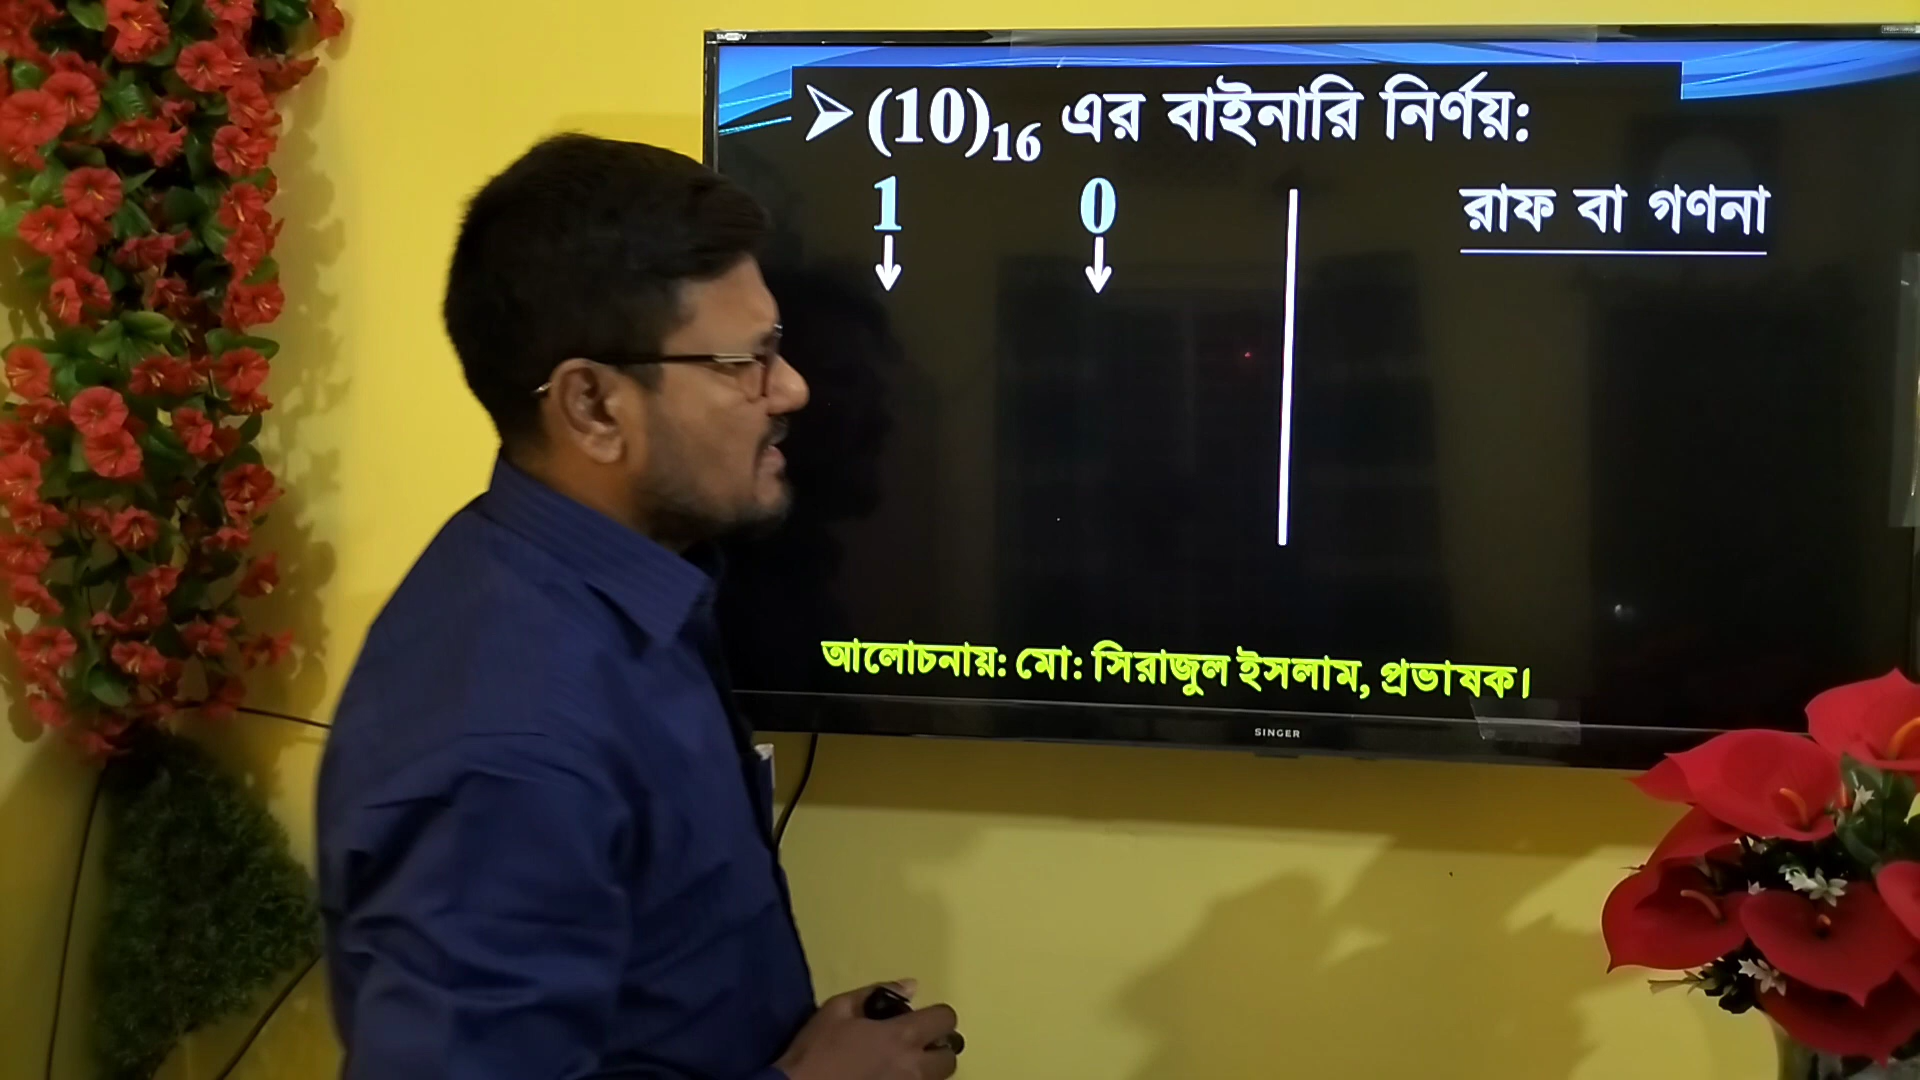 ➢(10)₁₆ এর বাইনারি নির্ণয়:
1 0
রাফ বা গণনা
আলোচনায়: মো: সিরাজুল ইসলাম, প্রভাষক।
SINGER